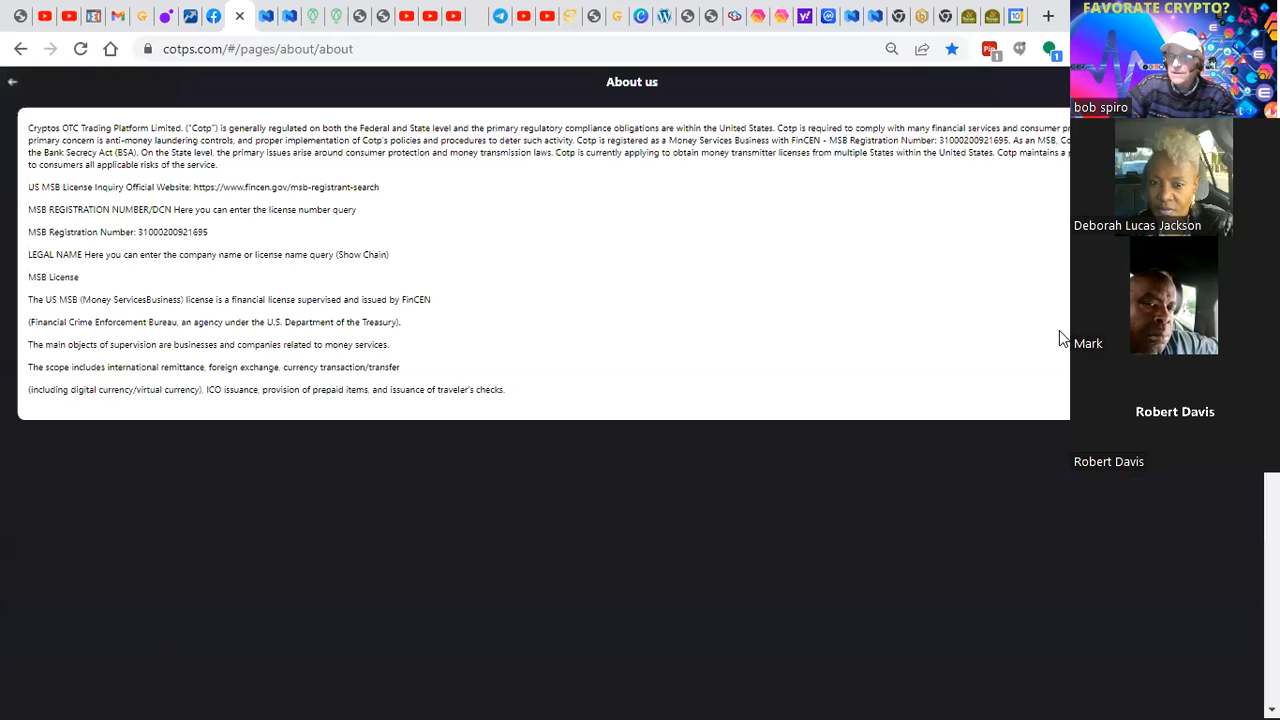 FAVORATE CRYPTO?
cotps.com/#/pages/about/about
About us
Cryptos OTC Trading Platform Limited. ("Cotp") is generally regulated on both the Federal and State level and the primary regulatory compliance obligations are within the United States. Cotp is required to comply with many financial services and consumer
primary concern is anti-money laundering controls, and proper implementation of Cotp's policies and procedures to deter such activity. Cotp is registered as a Money Services Business with FinCEN - MSB Registration Number: 31000200921695. As an MSB,
the Bank Secrecy Act (BSA). On the State level, the primary issues arise around consumer protection and money transmission laws. Cotp is currently applying to obtain money transmitter licenses from multiple States within the United States. Cotp maintains a
to consumers all applicable risks of the service.
US MSB License Inquiry Official Website: https://www.fincen.gov/msb-registrant-search
MSB REGISTRATION NUMBER/DCN Here you can enter the license number query
MSB Registration Number: 31000200921695
LEGAL NAME Here you can enter the company name or license name query (Show Chain)
MSB License
The US MSB (Money ServicesBusiness) license is a financial license supervised and issued by FinCEN
(Financial Crime Enforcement Bureau, an agency under the U.S. Department of the Treasury).
The main objects of supervision are businesses and companies related to money services.
The scope includes international remittance, foreign exchange, currency transaction/transfer
(including digital currency/virtual currency). ICO issuance, provision of prepaid items, and issuance of traveler's checks.
bob spiro
Deborah Lucas Jackson
Mark
Robert Davis
Robert Davis